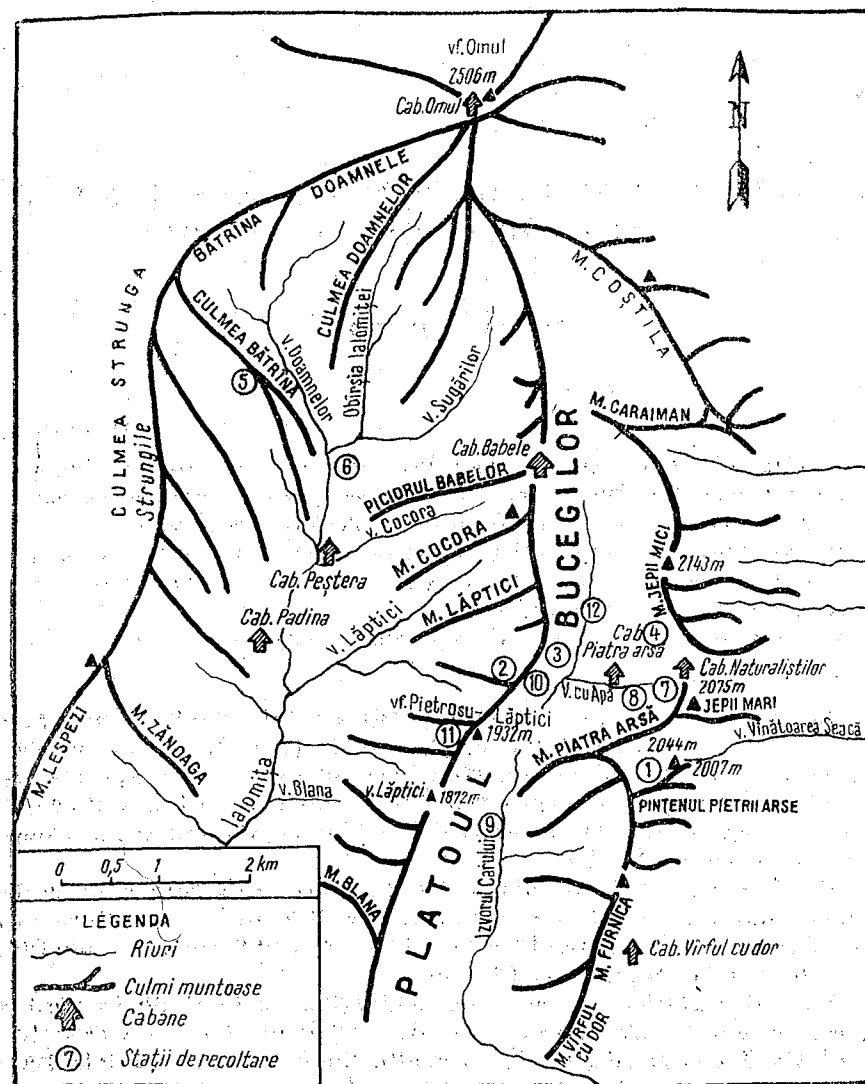 vf. Omul
2506m
Cab. Omul
N
DOAMNELE
BĂTRÎNA
CULMEA DOAMNELOR
CULMEA STRUNGA
Strungile
CULMEA BĂTRÎNA
v. Doamnelor
Obîrșia Ialomiței
v. Sugărilor
M. COȘTILA
5
6
M. CARAIMAN
Cab. Babele
PICIORUL BABELOR
v. Cocora
M. COCORA
Cab. Peștera
BUCEGILOR
M. JEPII MICI
2143m
Cab. Padina
v. Lăptici
M. LĂPTICI
12
4
3
Cab.
Piatra arsă
Cab. Naturaliștilor
2075m
2
10
V. cu Apă
8
7
JEPII MARI
vf. Pietrosu-
Lăptici
11
1932m
M. PIATRA ARSĂ
v. Vînătoarea Seacă
2044m
2007m
1
M. LESPEZI
M. ZĂNOAGA
Ialomița
v. Blana
v. Lăptici
1872m
PINTENUL PIETRII ARSE
9
PLATOUL
Izvorul Carului
M. BLANA
M. FURNICA
Cab. Vîrful cu dor
M. VÎRFUL
CU DOR
0 0,5 1 2 km
LEGENDA
Rîuri
Culmi muntoase
Cabane
7 Stații de recoltare